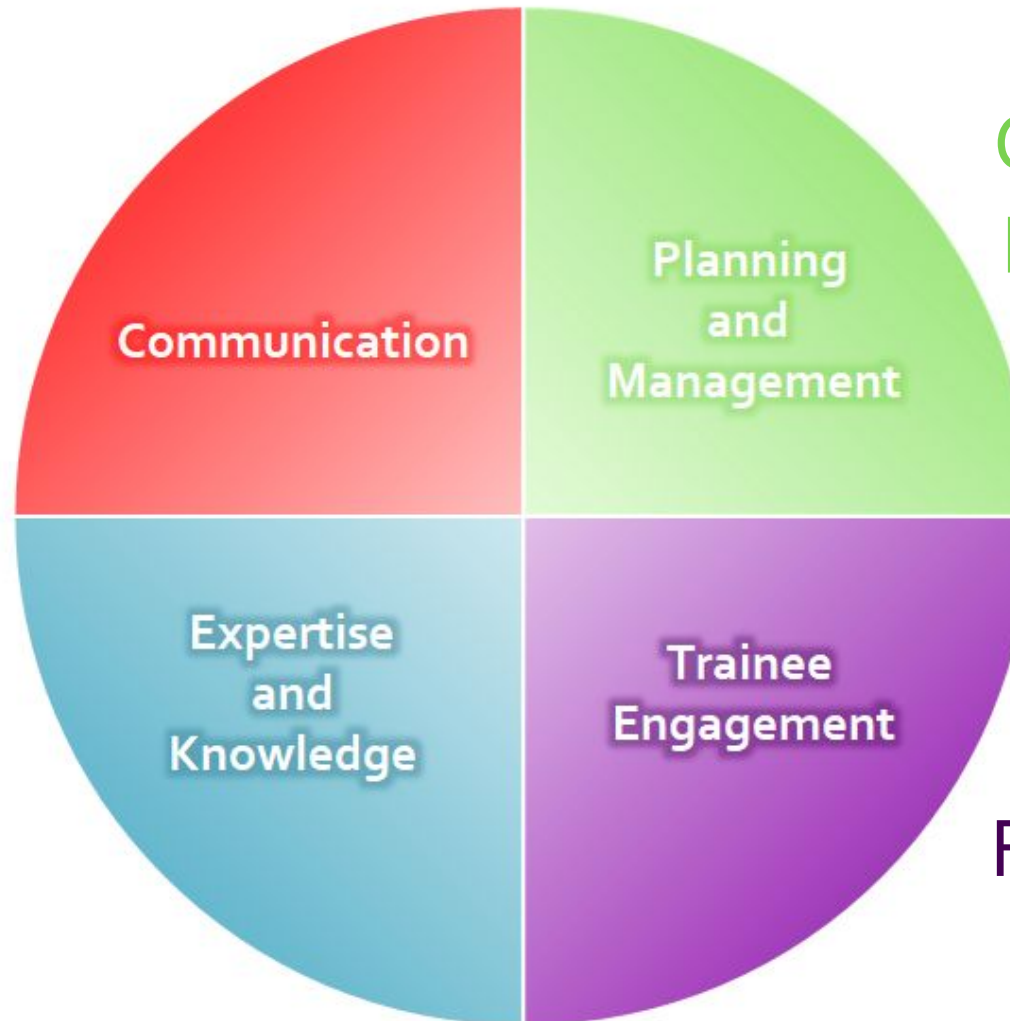 Communication
Planning
and
Management
Expertise
and
Knowledge
Trainee
Engagement